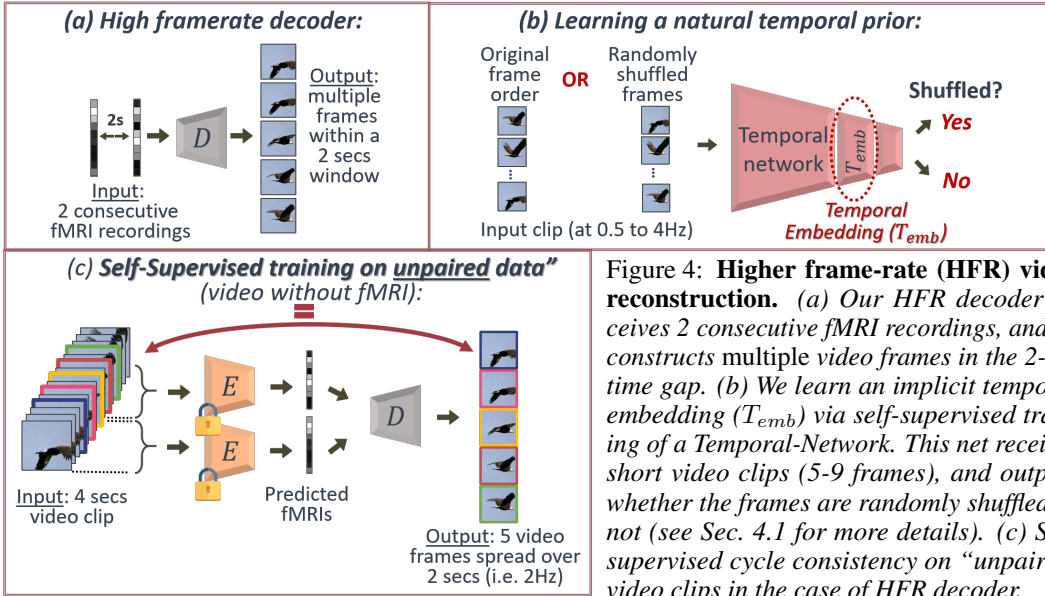 (a) High framerate decoder:
2s
D
Input:
2 consecutive
fMRI recordings
Output:
multiple
frames
within a
2 secs
window
(b) Learning a natural temporal prior:
Original
frame
order
OR
Randomly
shuffled
frames
Input clip (at 0.5 to 4Hz)
Temporal
network
T_emb
Temporal
Embedding (T_emb)
Shuffled?
Yes
No
(c) Self-Supervised training on unpaired data"
(video without fMRI):
=
E
E
D
Input: 4 secs
video clip
Predicted
fMRIs
Output: 5 video
frames spread over
2 secs (i.e. 2Hz)
Figure 4: Higher frame-rate (HFR) vid
reconstruction. (a) Our HFR decoder
ceives 2 consecutive fMRI recordings, and
constructs multiple video frames in the 2-
time gap. (b) We learn an implicit tempo
embedding (T_emb) via self-supervised tra
ing of a Temporal-Network. This net recei
short video clips (5-9 frames), and outp
whether the frames are randomly shuffled
not (see Sec. 4.1 for more details). (c) S
supervised cycle consistency on “unpair
video clips in the case of HFR decoder.